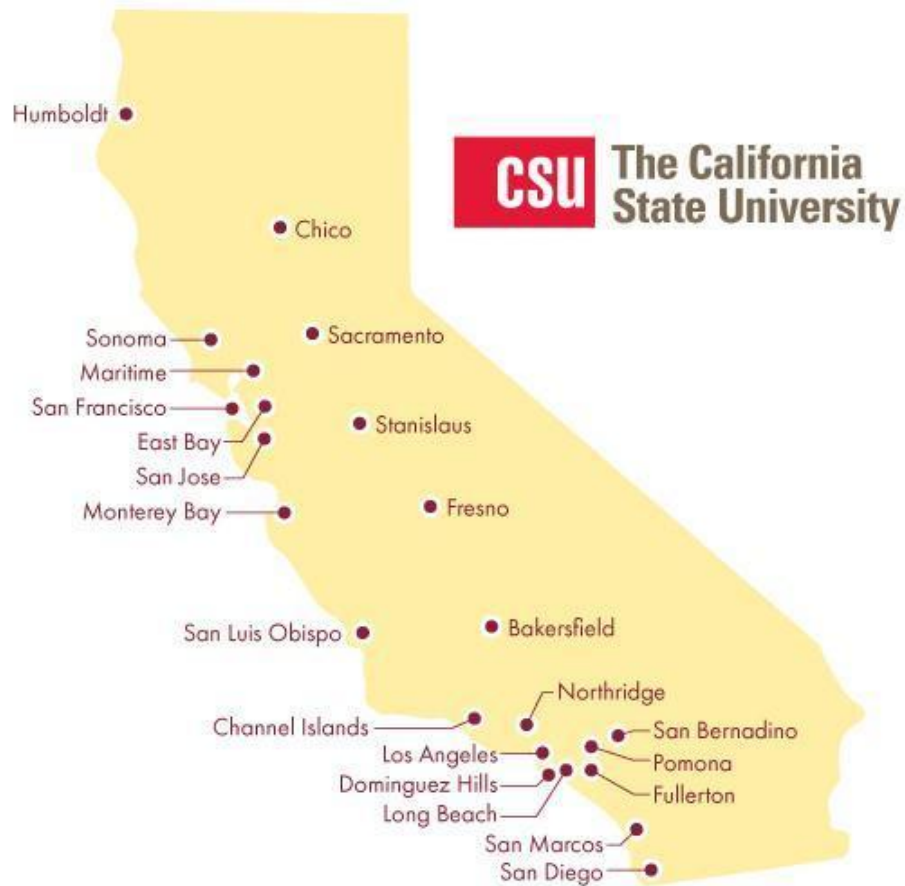 Humboldt
CSU
The California
State University
Chico
Sonoma
Sacramento
Maritime
San Francisco
East Bay
Stanislaus
San Jose
Monterey Bay
Fresno
San Luis Obispo
Bakersfield
Northridge
Channel Islands
San Bernadino
Los Angeles
Pomona
Dominguez Hills
Fullerton
Long Beach
San Marcos
San Diego